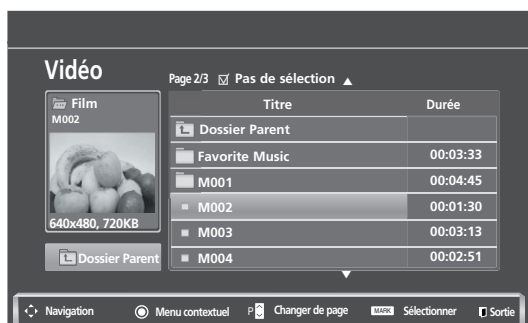 Vidéo
Page 2/3 Pas de sélection
Film
M002
640x480, 720KB
Dossier Parent
Titre Durée
Dossier Parent
Favorite Music 00:03:33
M001 00:04:45
M002 00:01:30
M003 00:03:13
M004 00:02:51
Navigation Menu contextuel P Changer de page MARK Sélectionner Sortie